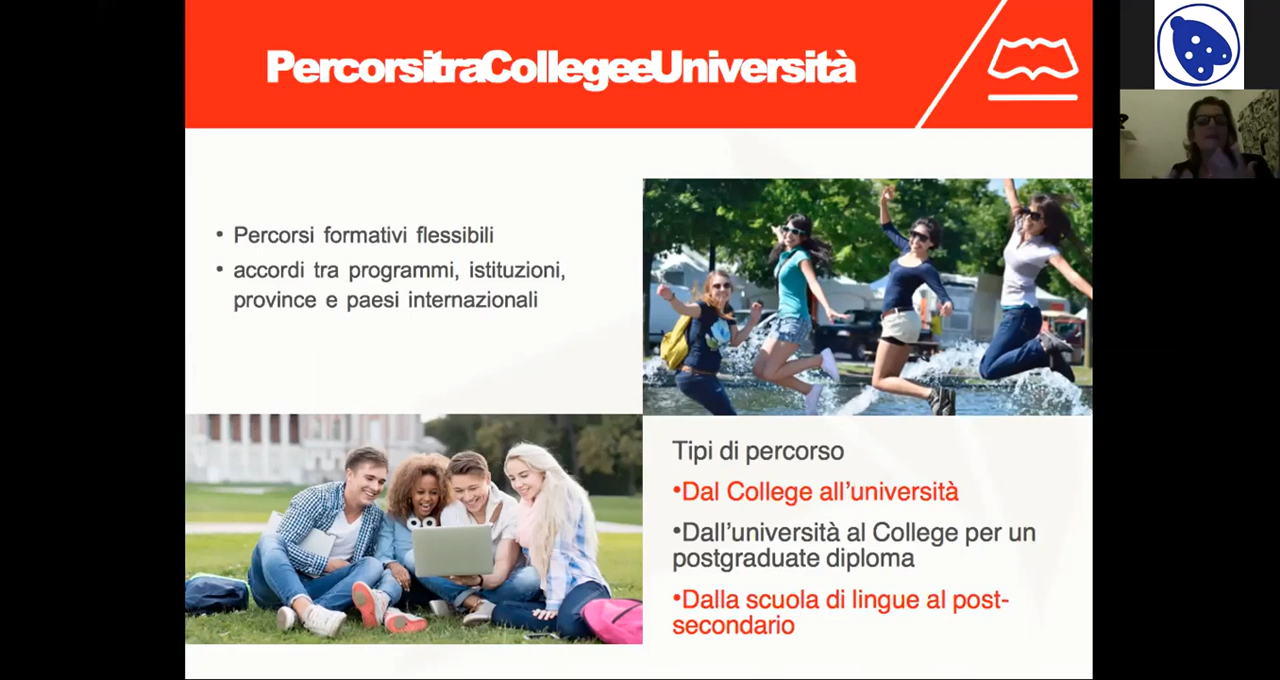 PercorsitraCollegeeUniversità
• Percorsi formativi flessibili
• accordi tra programmi, istituzioni,
province e paesi internazionali
Tipi di percorso
•Dal College all’università
•Dall’università al College per un
postgraduate diploma
•Dalla scuola di lingue al post-
secondario